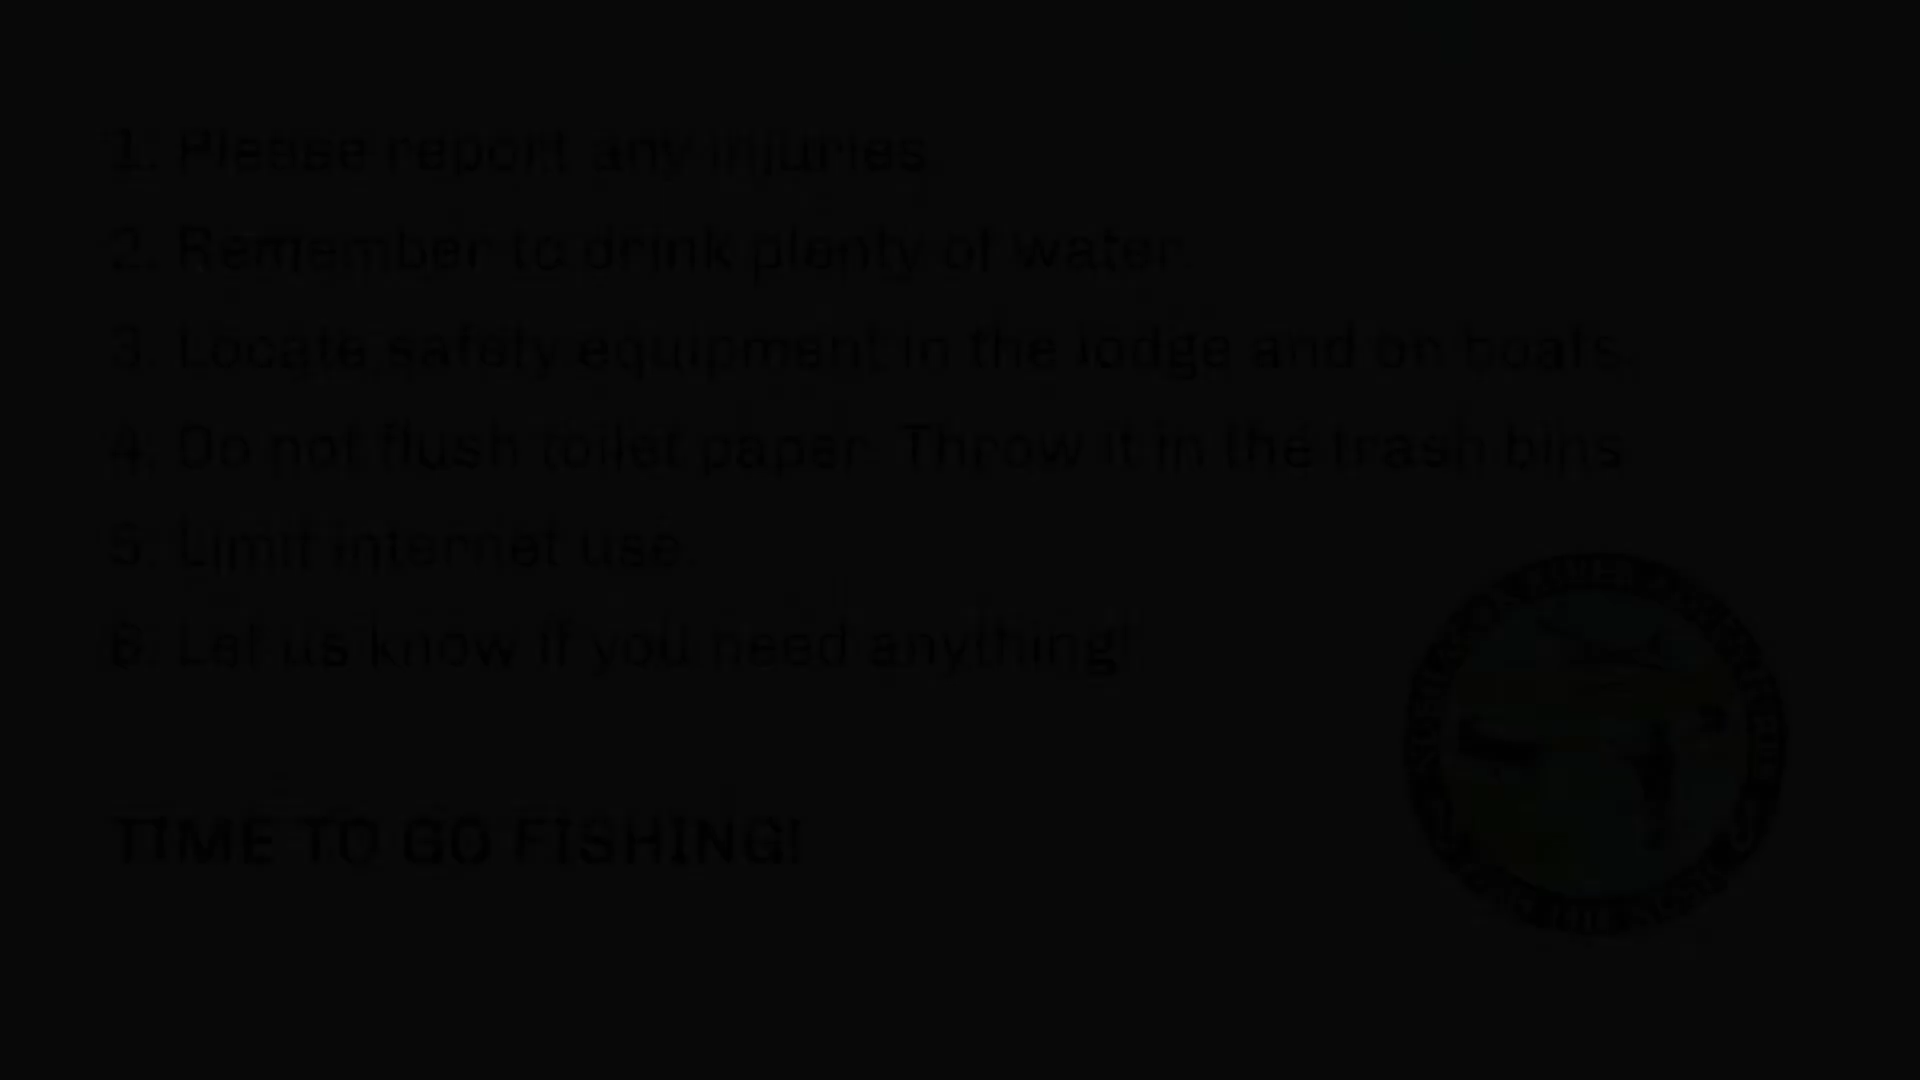 1. Please report any injuries.
2. Remember to drink plenty of water.
3. Locate safety equipment in the lodge and on boats.
4. Do not flush toilet paper. Throw it in the trash bins.
5. Limit internet use.
6. Let us know if you need anything!
TIME TO GO FISHING!